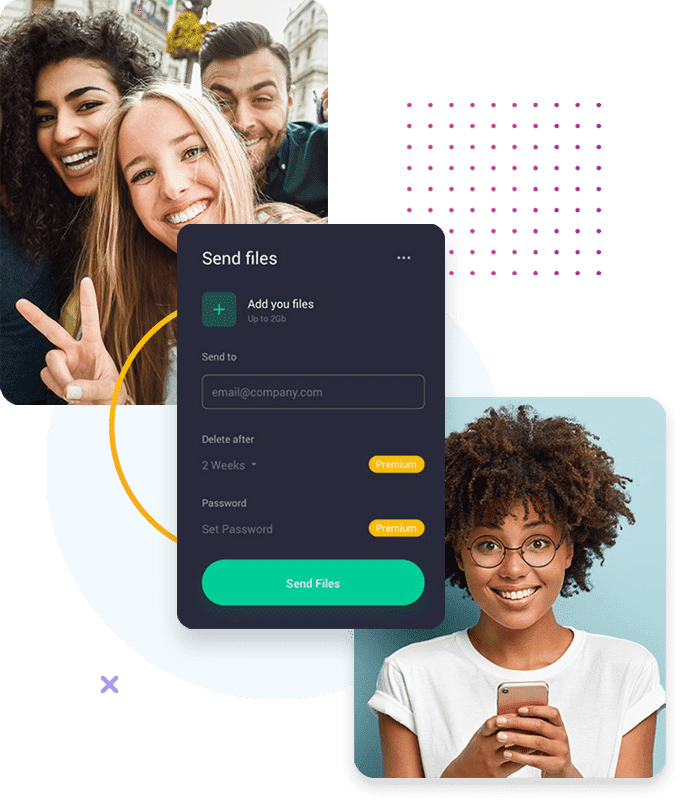 Send files
Add you files
Up to 2Gb
Send to
email@company.com
Delete after
2 Weeks
Premium
Password
Set Password
Premium
Send Files